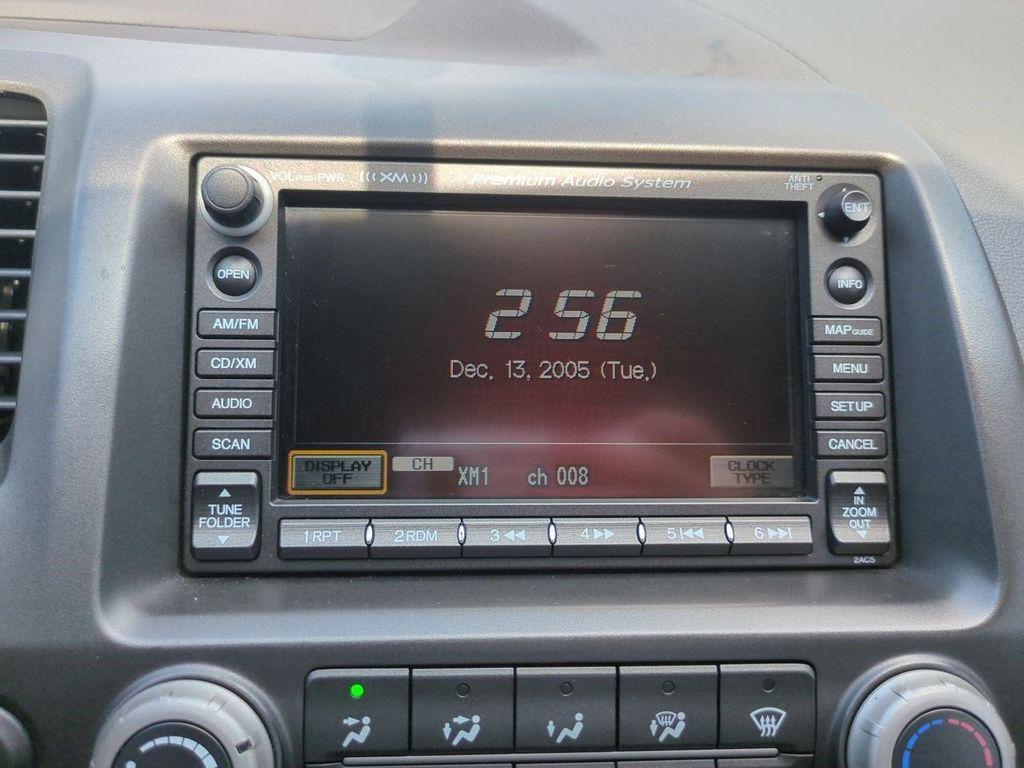 VOL PUSH PWR XM Premium Audio System
ANTI
THEFT
ENT
OPEN
INFO
AM/FM
CD/XM
AUDIO
SCAN
TUNE
FOLDER
2 56
Dec. 13, 2005 (Tue.)
DISPLAY
OFF
CH
XM1 ch 008
CLOCK
TYPE
MAP GUIDE
MENU
SETUP
CANCEL
IN
ZOOM
OUT
2AC5
1 RPT 2 RDM 3 4 5 6